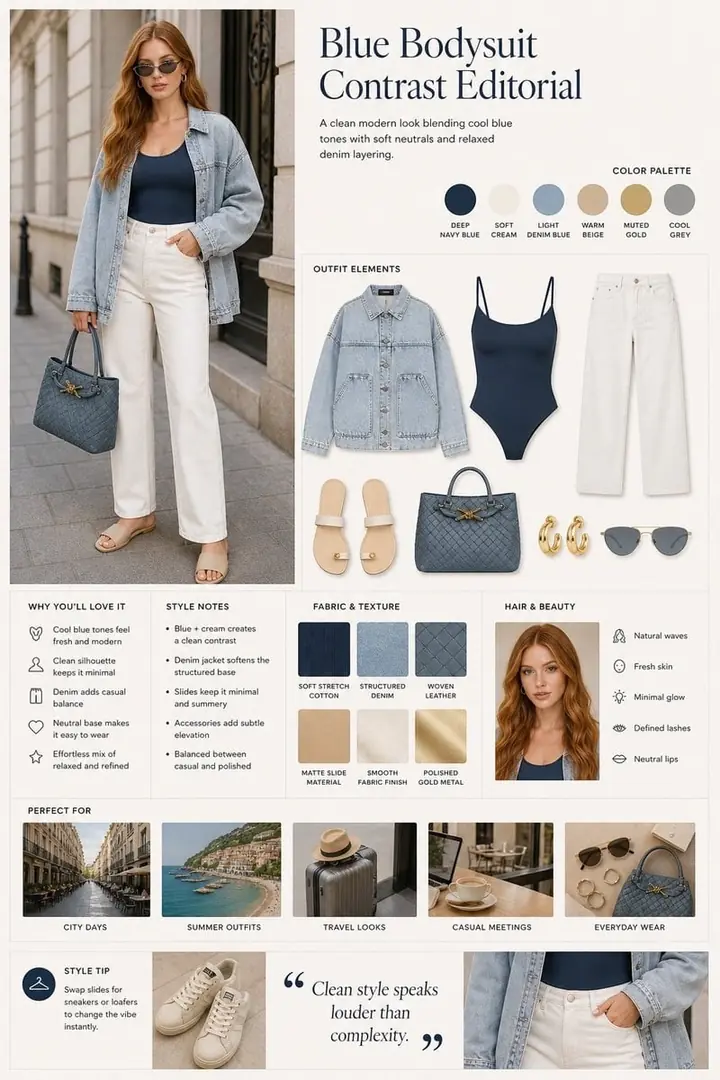 Blue Bodysuit
Contrast Editorial
A clean modern look blending cool blue
tones with soft neutrals and relaxed
denim layering.
COLOR PALETTE
DEEP
NAVY BLUE
SOFT
CREAM
LIGHT
DENIM BLUE
WARM
BEIGE
MUTED
GOLD
COOL
GREY
OUTFIT ELEMENTS
WHY YOU'LL LOVE IT
Cool blue tones feel
fresh and modern
Clean silhouette
keeps it minimal
Denim adds casual
balance
Neutral base makes
it easy to wear
Effortless mix of
relaxed and refined
STYLE NOTES
• Blue + cream creates
a clean contrast
• Denim jacket softens the
structured base
• Slides keep it minimal
and summery
• Accessories add subtle
elevation
• Balanced between
casual and polished
FABRIC & TEXTURE
SOFT STRETCH
COTTON
STRUCTURED
DENIM
WOVEN
LEATHER
MATTE SLIDE
MATERIAL
SMOOTH
FABRIC FINISH
POLISHED
GOLD METAL
HAIR & BEAUTY
Natural waves
Fresh skin
Minimal glow
Defined lashes
Neutral lips
PERFECT FOR
CITY DAYS
SUMMER OUTFITS
TRAVEL LOOKS
CASUAL MEETINGS
EVERYDAY WEAR
STYLE TIP
Swap slides for
sneakers or loafers
to change the vibe
instantly.
“Clean style speaks
louder than
complexity.”